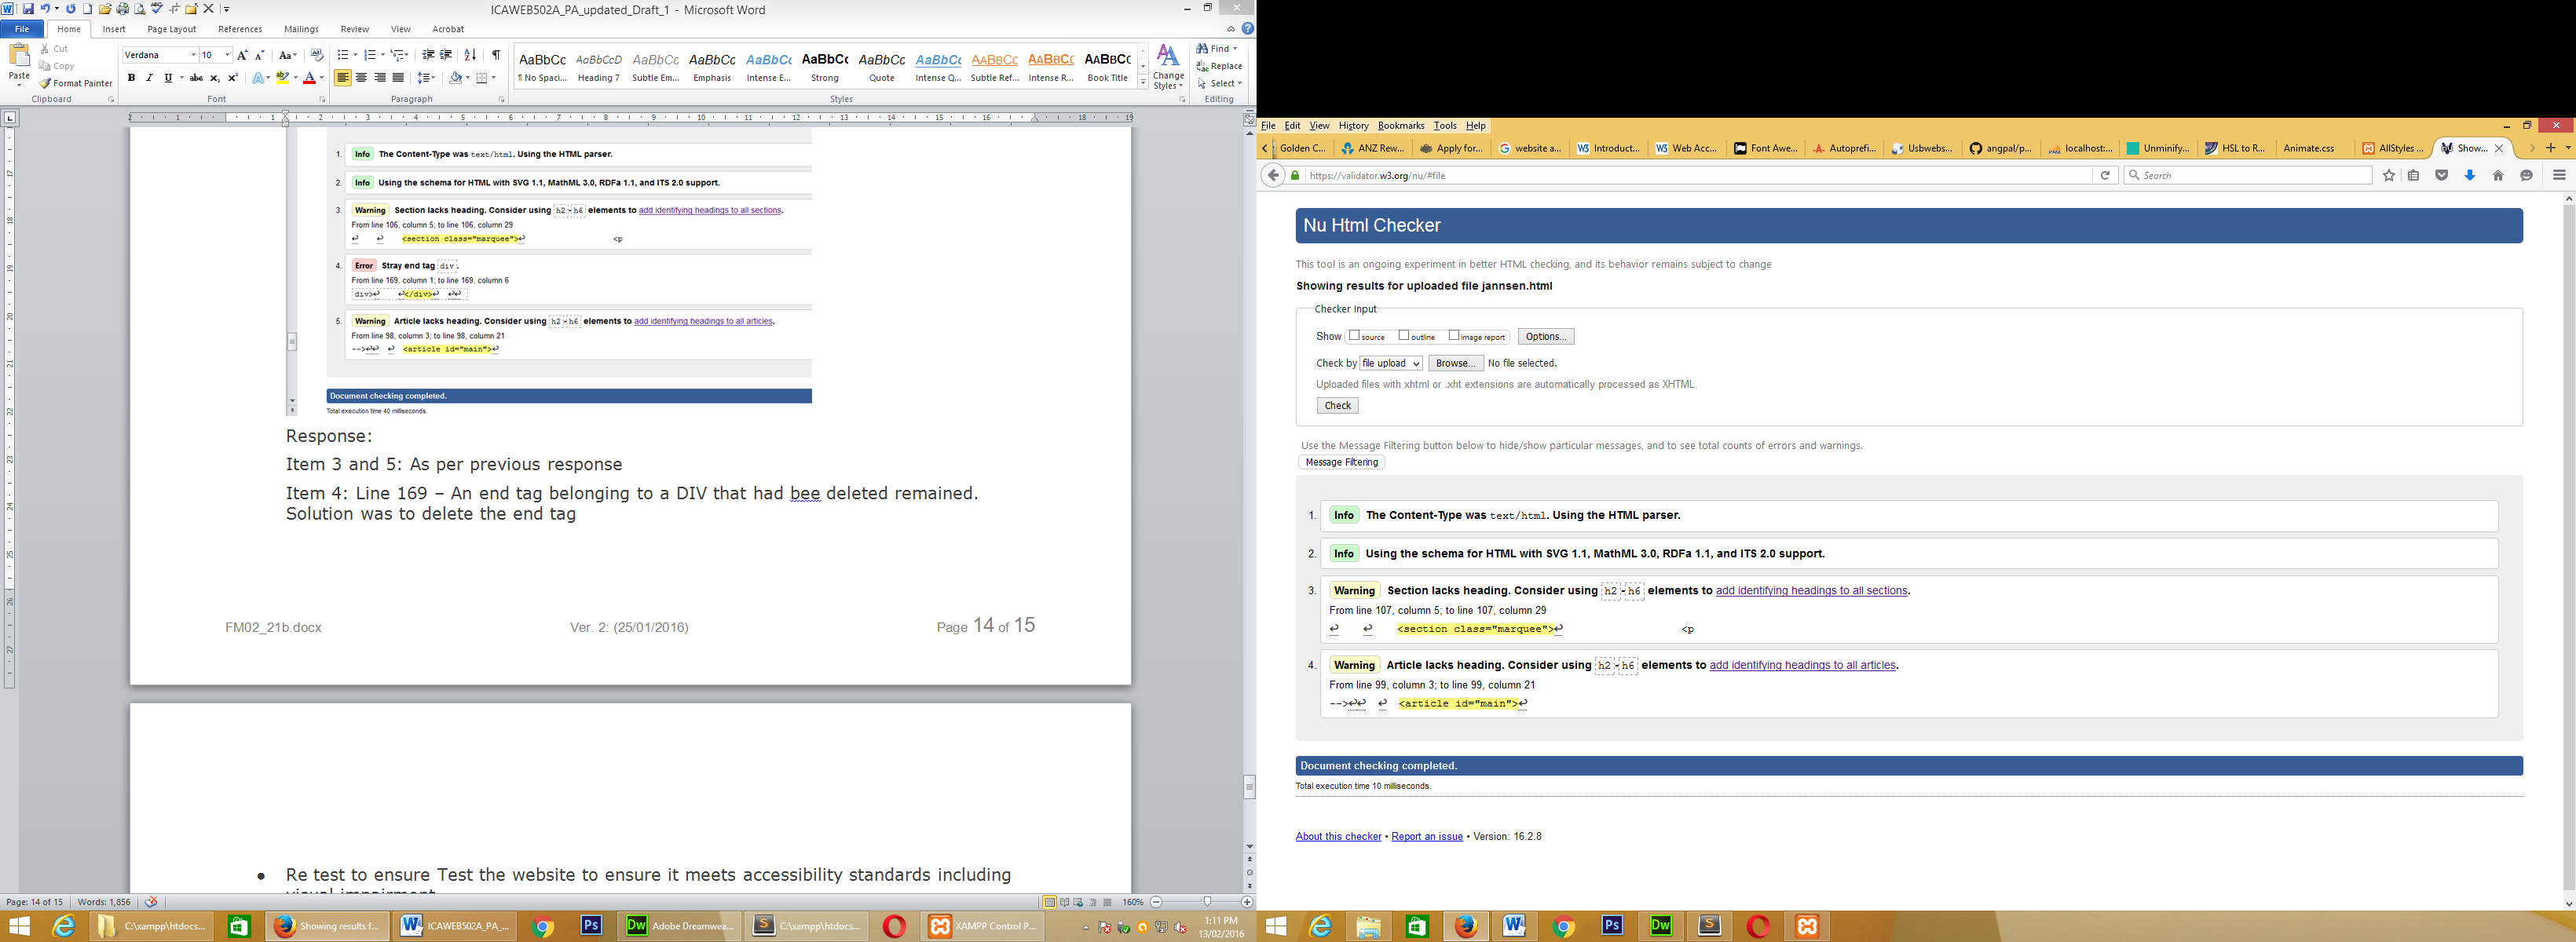 ICAWEB502A_PA_updated_Draft_1 - Microsoft Word
File Home Insert Page Layout References Mailings Review View Acrobat
Paste Cut Copy Format Painter Clipboard
Verdana 10 Font
Paragraph
AaBbCc AaBbCcD AaBbCc AaBbCc AaBbCc AaBbCc AaBbCc AaBbCc AaBbCc AaBbCc AaBbCc
¶ No Spaci... Heading 7 Subtle Em... Emphasis Intense E... Strong Quote Intense Q... Subtle Ref... Intense R... Book Title
Styles
Change Styles
Find Replace Select Editing
1. Info The Content-Type was text/html. Using the HTML parser.
2. Info Using the schema for HTML with SVG 1.1, MathML 3.0, RDFa 1.1, and ITS 2.0 support.
3. Warning Section lacks heading. Consider using h2-h6 elements to add identifying headings to all sections.
From line 106, column 5; to line 106, column 29
↩ ↩ <section class="marquee">↩ <p
4. Error Stray end tag div.
From line 169, column 1; to line 169, column 6
div>↩ ↩</div>↩ ↩↩
5. Warning Article lacks heading. Consider using h2-h6 elements to add identifying headings to all articles.
From line 98, column 3; to line 98, column 21
-->↩↩ ↩ <article id="main">↩
Document checking completed.
Total execution time 40 milliseconds.
Response:
Item 3 and 5: As per previous response
Item 4: Line 169 – An end tag belonging to a DIV that had bee deleted remained.
Solution was to delete the end tag
FM02_21b.docx Ver. 2: (25/01/2016) Page 14 of 15
• Re test to ensure Test the website to ensure it meets accessibility standards including
Page: 14 of 15 Words: 1,856 160%
C:\xampp\htdocs... Showing results f... ICAWEB502A_PA_... Ps Dw Adobe Dreamwea... C:\xampp\htdocs... XAMPP Control P...
1:11 PM
13/02/2016
File Edit View History Bookmarks Tools Help
Golden C... ANZ Rew... Apply for... website a... Introduct... Web Acc... Font Awe... Autoprefi... Usbwebs... angpal/p... localhost:... Unminify... HSL to R... Animate.css AllStyles ... Show...
https://validator.w3.org/nu/#file Search
Nu Html Checker
This tool is an ongoing experiment in better HTML checking, and its behavior remains subject to change
Showing results for uploaded file jannsen.html
Checker Input
Show source outline image report Options...
Check by file upload Browse... No file selected.
Uploaded files with xhtml or .xht extensions are automatically processed as XHTML.
Check
Use the Message Filtering button below to hide/show particular messages, and to see total counts of errors and warnings.
Message Filtering
1. Info The Content-Type was text/html. Using the HTML parser.
2. Info Using the schema for HTML with SVG 1.1, MathML 3.0, RDFa 1.1, and ITS 2.0 support.
3. Warning Section lacks heading. Consider using h2-h6 elements to add identifying headings to all sections.
From line 107, column 5; to line 107, column 29
↩ ↩ <section class="marquee">↩ <p
4. Warning Article lacks heading. Consider using h2-h6 elements to add identifying headings to all articles.
From line 99, column 3; to line 99, column 21
-->↩↩ ↩ <article id="main">↩
Document checking completed.
Total execution time 10 milliseconds.
About this checker • Report an issue • Version: 16.2.8
Ps Dw